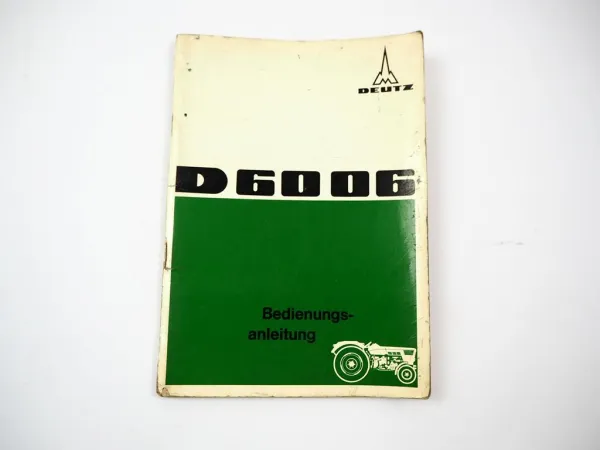 DEUTZ
D6006
Bedienungs-
anleitung